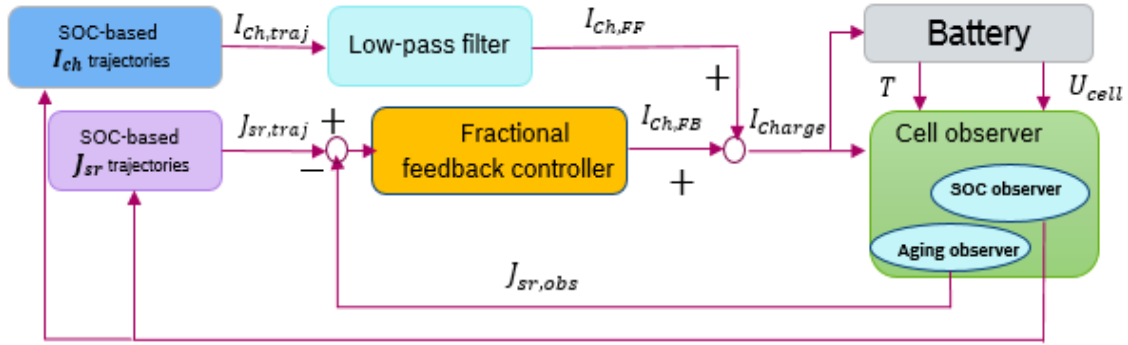 SOC-based
I_ch trajectories
I_Ch,traj
Low-pass filter
I_Ch,FF
Battery
+
T
U_cell
SOC-based
J_sr trajectories
J_sr,traj
+
−
Fractional
feedback controller
I_Ch,FB
+
I_Charge
Cell observer
SOC observer
Aging observer
J_sr,obs